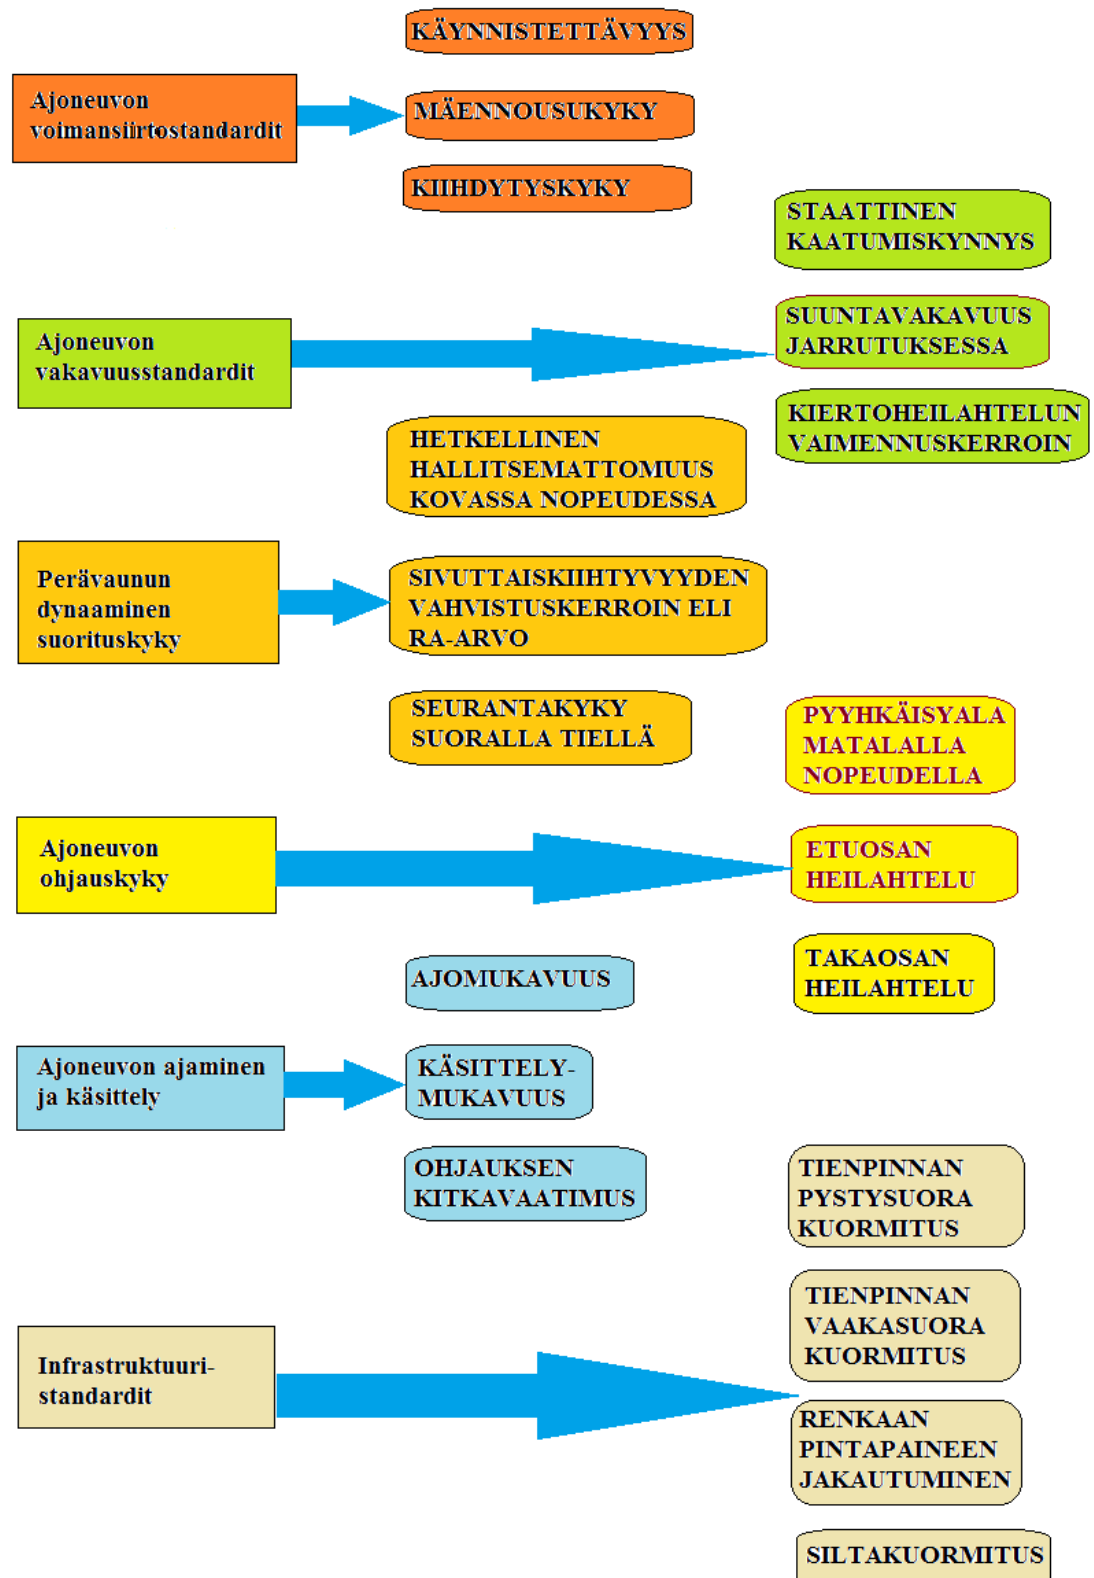 KÄYNNISTETTÄVYYS
Ajoneuvon
voimansiirtostandardit
MÄENNOUSUKYKY
KIIHDYTYSKYKY
STAATTINEN
KAATUMISKYNNYS
Ajoneuvon
vakavuusstandardit
SUUNTAVAKAVUUS
JARRUTUKSESSA
KIERTOHEILAHTELUN
VAIMENNUSKERROIN
HETKELLINEN
HALLITSEMATTOMUUS
KOVASSA NOPEUDESSA
Perävaunun
dynaaminen
suorituskyky
SIVUTTAISKIIHTYVYYDEN
VAHVISTUSKERROIN ELI
RA-ARVO
SEURANTAKYKY
SUORALLA TIELLÄ
PYYHKÄISYALA
MATALALLA
NOPEUDELLA
Ajoneuvon
ohjauskyky
ETUOSAN
HEILAHTELU
TAKAOSAN
HEILAHTELU
AJOMUKAVUUS
Ajoneuvon ajaminen
ja käsittely
KÄSITTELY-
MUKAVUUS
OHJAUKSEN
KITKAVAATIMUS
TIENPINNAN
PYSTYSUORA
KUORMITUS
TIENPINNAN
VAAKASUORA
KUORMITUS
Infrastruktuuri-
standardit
RENKAAN
PINTAPAINEEN
JAKAUTUMINEN
SILTAKUORMITUS